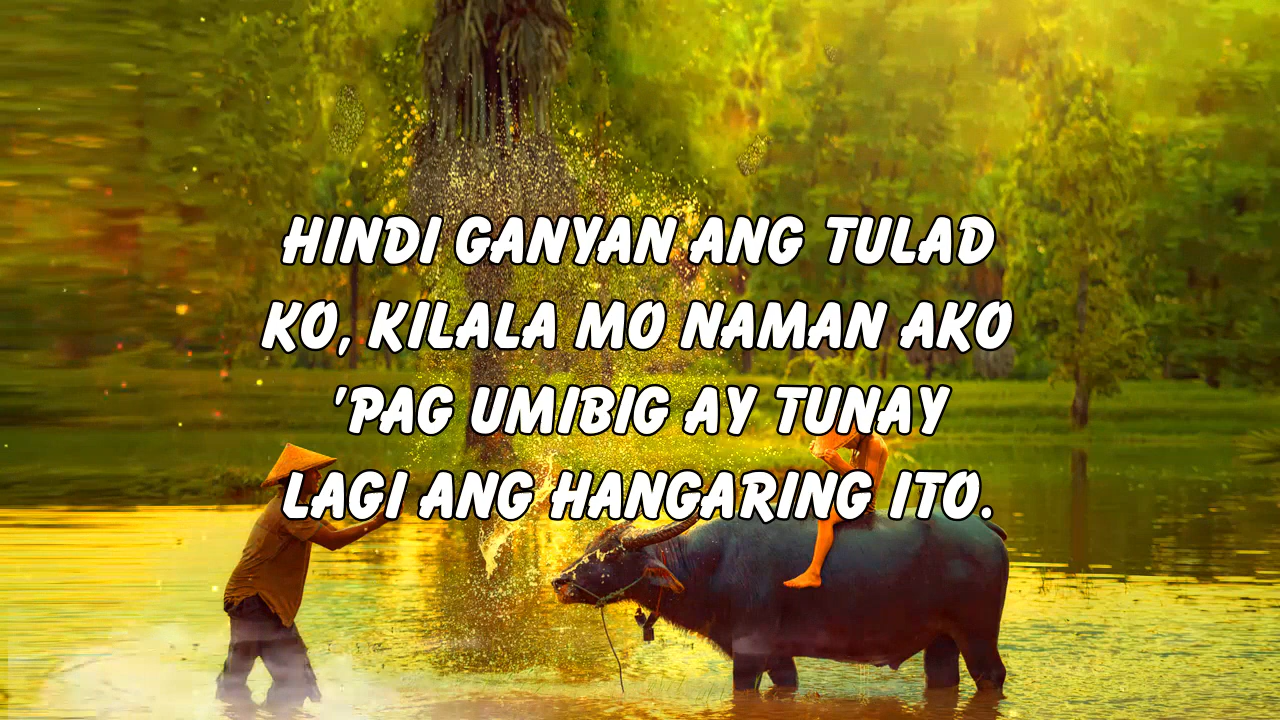 HINDI GANYAN ANG TULAD
KO, KILALA MO NAMAN AKO
'PAG UMIBIG AY TUNAY
LAGI ANG HANGARING ITO.